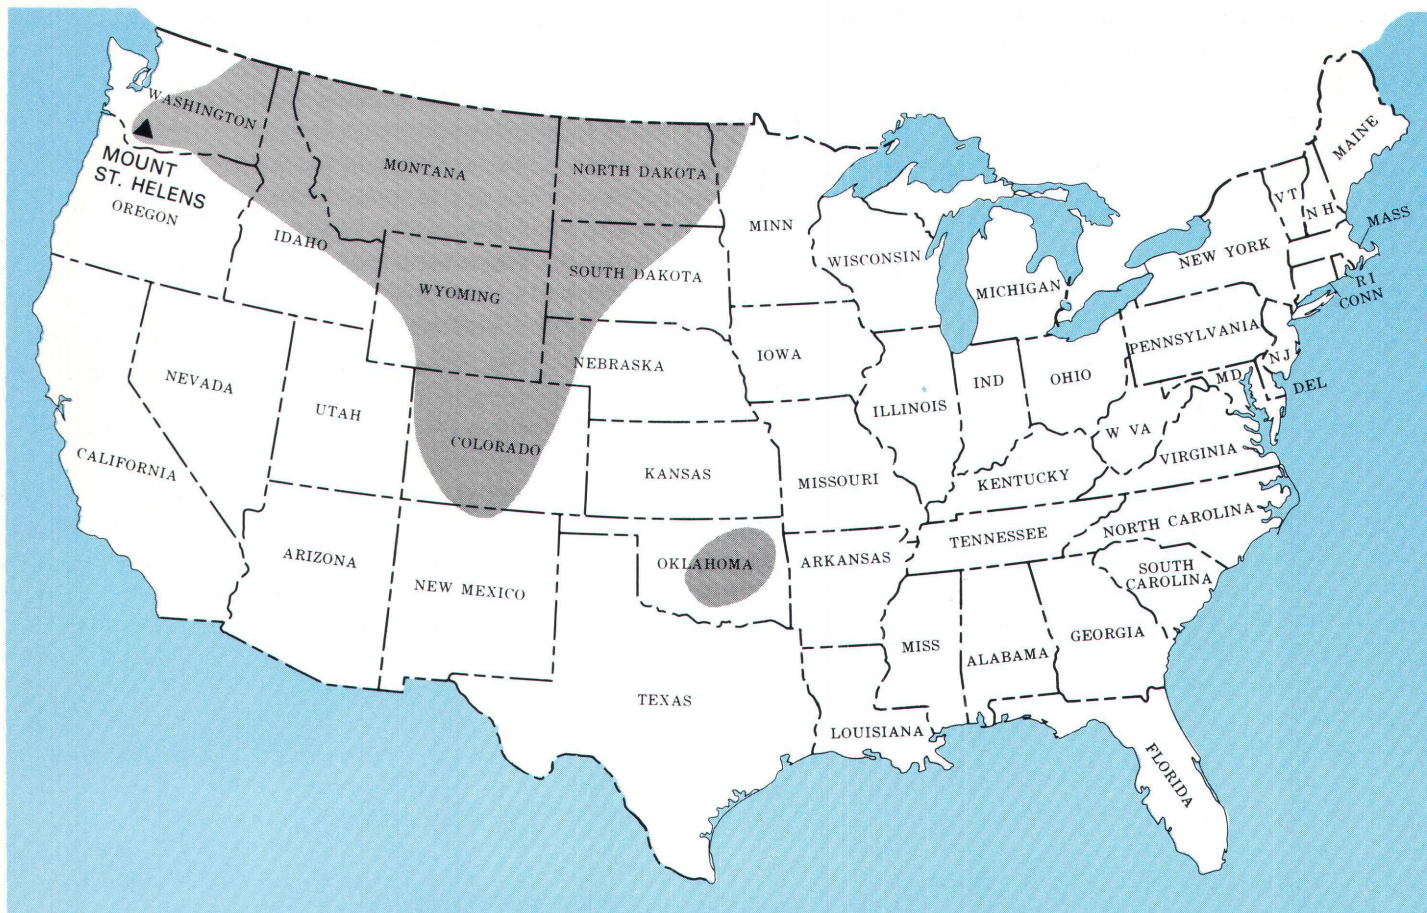 WASHINGTON
MOUNT
ST. HELENS
OREGON
IDAHO
MONTANA
NORTH DAKOTA
SOUTH DAKOTA
WYOMING
NEBRASKA
MINN
WISCONSIN
MICHIGAN
IOWA
NEVADA
UTAH
COLORADO
CALIFORNIA
KANSAS
MISSOURI
ILLINOIS
IND
OHIO
PENNSYLVANIA
NEW YORK
VT
N H
MAINE
MASS
R I
CONN
NJ
MD
DEL
W VA
VIRGINIA
KENTUCKY
TENNESSEE
NORTH CAROLINA
SOUTH
CAROLINA
ARIZONA
NEW MEXICO
OKLAHOMA
ARKANSAS
TEXAS
LOUISIANA
MISS
ALABAMA
GEORGIA
FLORIDA